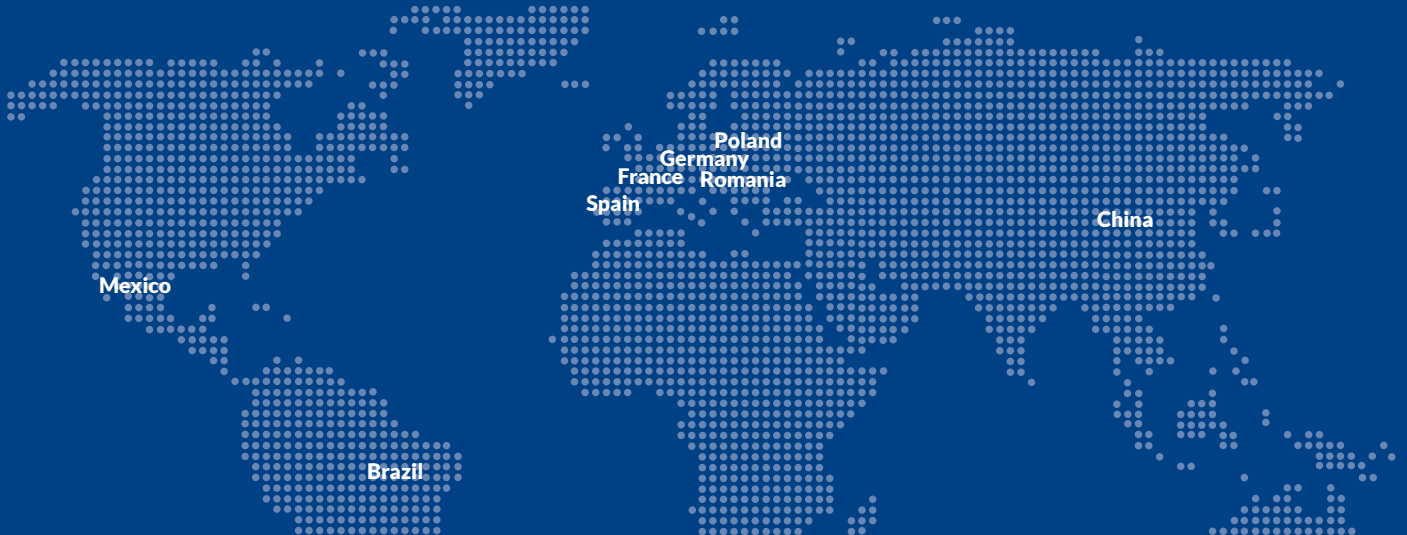 Poland
Germany
France
Romania
Spain
China
Mexico
Brazil